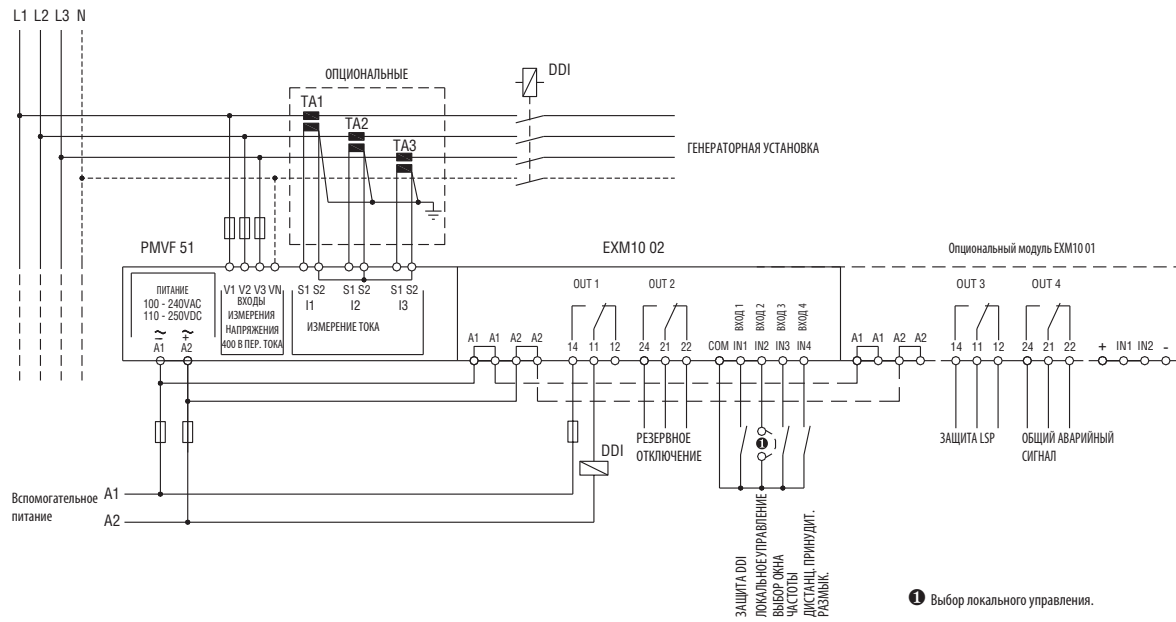 L1 L2 L3 N
ОПЦИОНАЛЬНЫЕ
DDI
TA1
TA2
TA3
ГЕНЕРАТОРНАЯ УСТАНОВКА
PMVF 51
EXM10 02
Опциональный модуль EXM10 01
ПИТАНИЕ
100 - 240VAC
110 - 250VDC
~ ~
− +
A1 A2
V1 V2 V3 VN
ВХОДЫ
ИЗМЕРЕНИЯ
НАПРЯЖЕНИЯ
400 В ПЕР. ТОКА
S1 S2 S1 S2 S1 S2
I1 I2 I3
ИЗМЕРЕНИЕ ТОКА
OUT 1 OUT 2
ВХОД 1
ВХОД 2
ВХОД 3
ВХОД 4
OUT 3 OUT 4
A1 A1 A2 A2
14 11 12
24 21 22
COM IN1 IN2 IN3 IN4
A1 A1 A2 A2
14 11 12
24 21 22
+ IN1 IN2 -
РЕЗЕРВНОЕ
ОТКЛЮЧЕНИЕ
❶
ЗАЩИТА LSP
ОБЩИЙ АВАРИЙНЫЙ
СИГНАЛ
DDI
Вспомогательное
питание
A1
A2
ЗАЩИТА DDI
ЛОКАЛЬНОЕ УПРАВЛЕНИЕ
ВЫБОР ОКНА
ЧАСТОТЫ
ДИСТАНЦ. ПРИНУДИТ.
РАЗМЫК.
❶ Выбор локального управления.